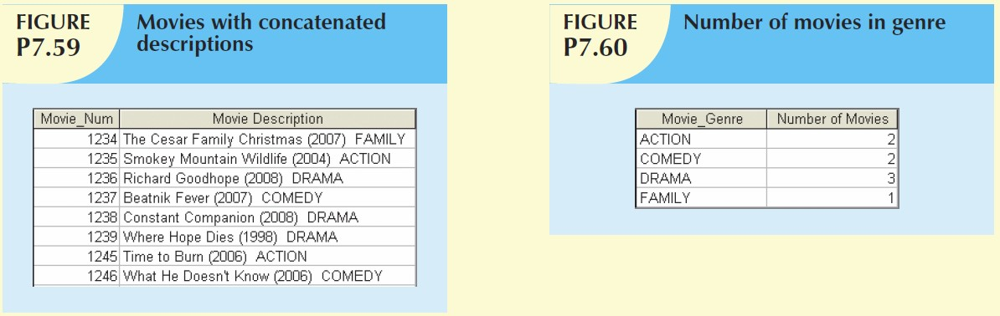 FIGURE P7.59
Movies with concatenated descriptions
Movie_Num Movie Description
1234 The Cesar Family Christmas (2007) FAMILY
1235 Smokey Mountain Wildlife (2004) ACTION
1236 Richard Goodhope (2008) DRAMA
1237 Beatnik Fever (2007) COMEDY
1238 Constant Companion (2008) DRAMA
1239 Where Hope Dies (1998) DRAMA
1245 Time to Burn (2006) ACTION
1246 What He Doesn't Know (2006) COMEDY
FIGURE P7.60
Number of movies in genre
Movie_Genre Number of Movies
ACTION 2
COMEDY 2
DRAMA 3
FAMILY 1